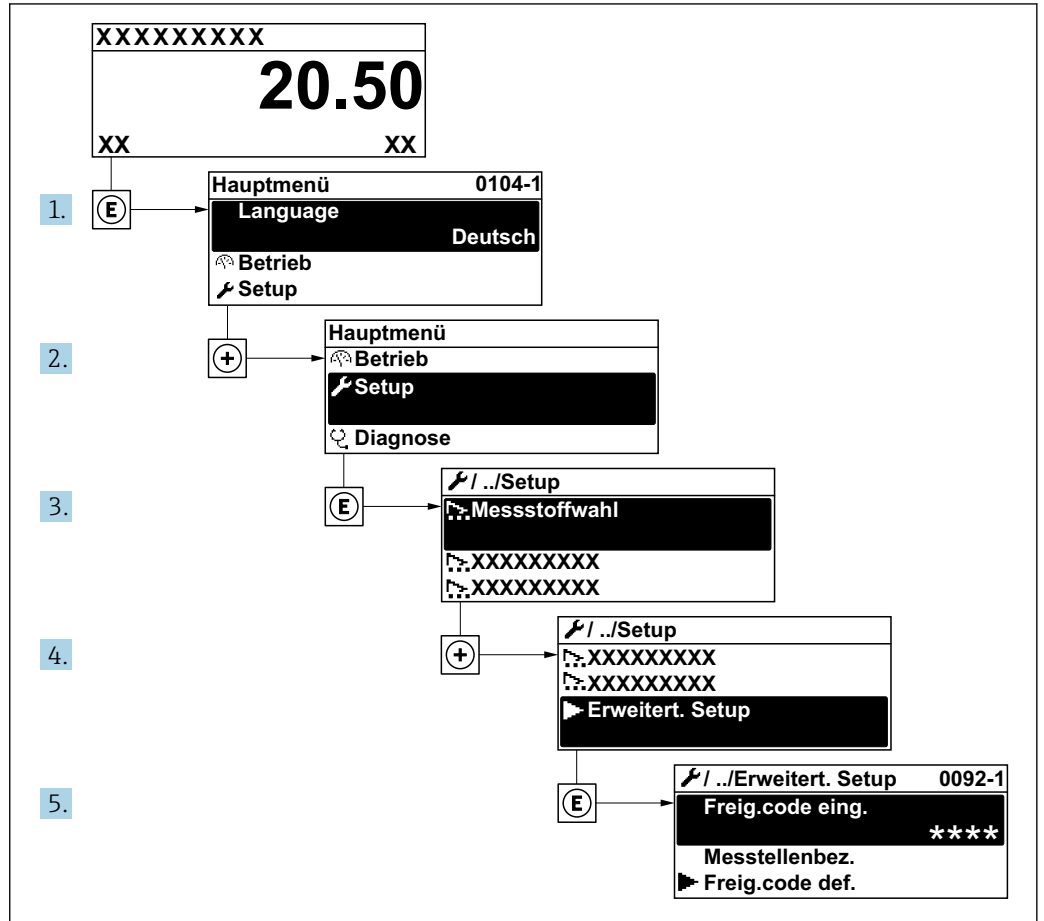 XXXXXXXXX
20.50
XX XX
1. E
Hauptmenü 0104-1
Language
Deutsch
Betrieb
Setup
2. +
Hauptmenü
Betrieb
Setup
Diagnose
3. E
/ ../Setup
Messstoffwahl
XXXXXXXXX
XXXXXXXXX
4. +
/ ../Setup
XXXXXXXXX
XXXXXXXXX
Erweitert. Setup
5. E
/ ../Erweitert. Setup 0092-1
Freig.code eing.
****
Messtellenbez.
Freig.code def.